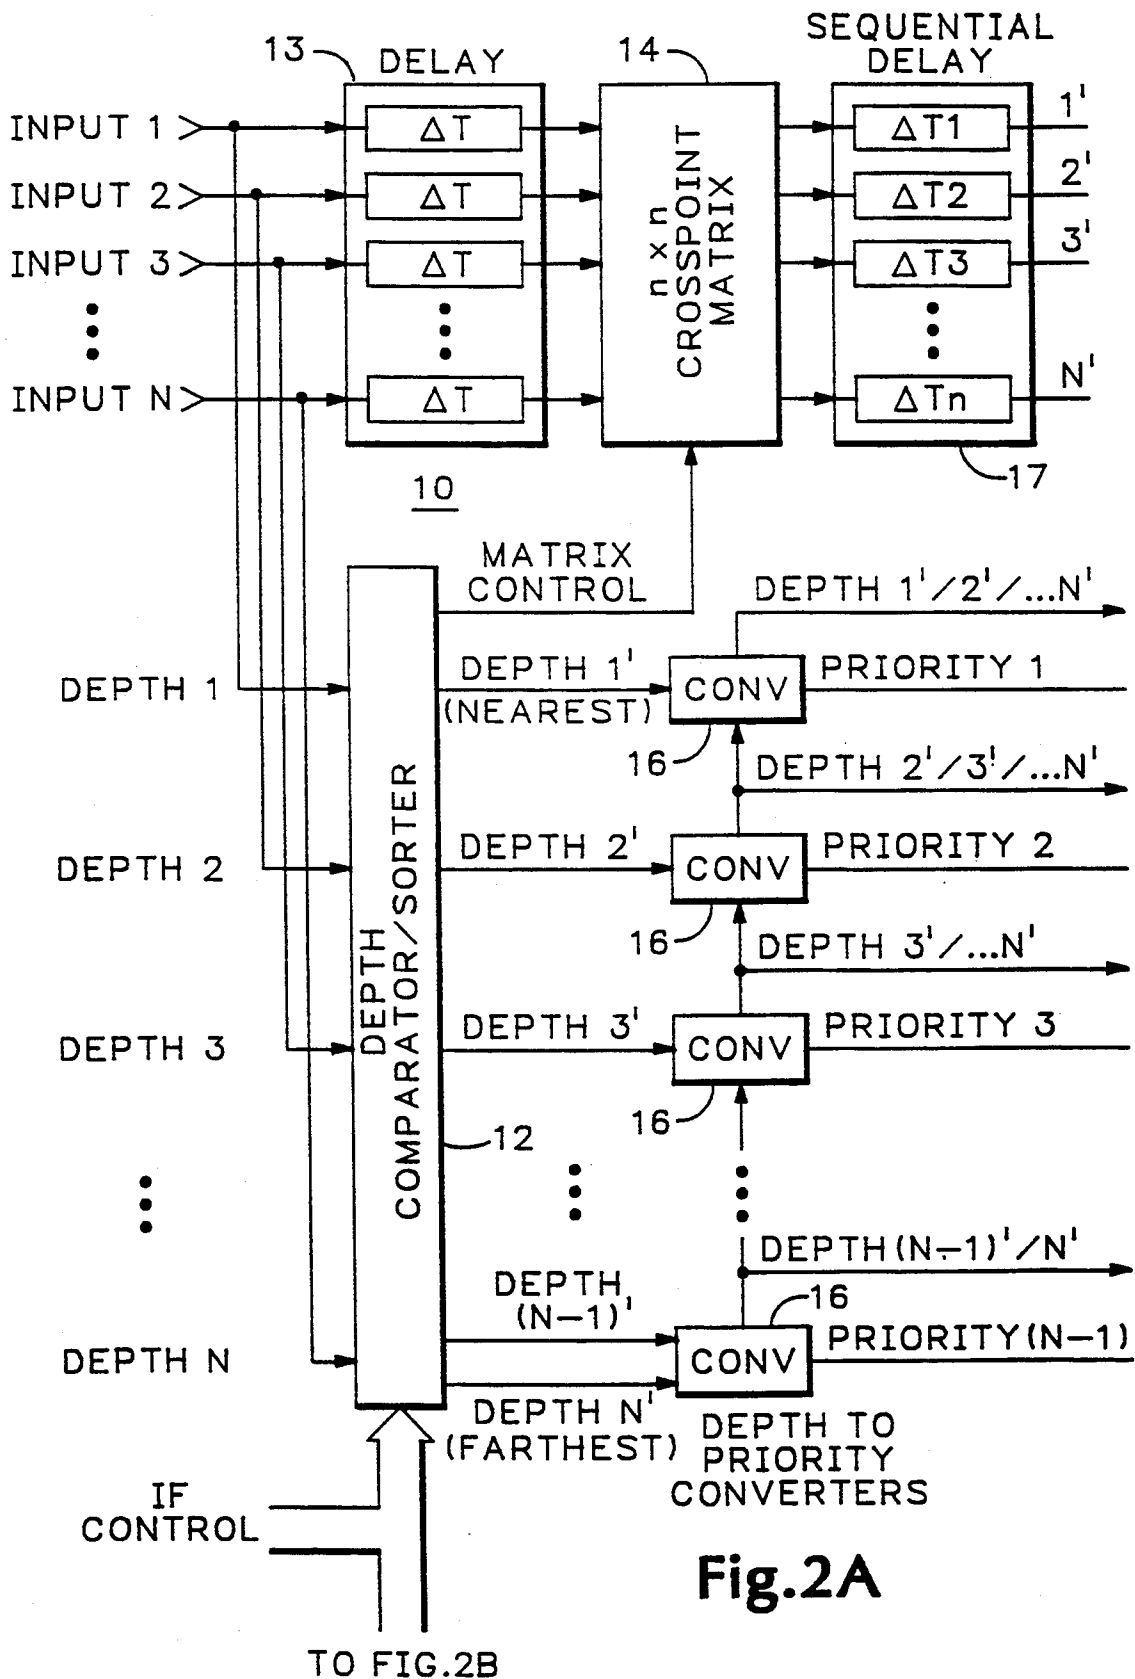 SEQUENTIAL
DELAY
13
DELAY
14
INPUT 1
ΔT
ΔT1
1'
INPUT 2
ΔT
ΔT2
2'
INPUT 3
ΔT
ΔT3
3'
n x n
CROSSPOINT
MATRIX
INPUT N
ΔT
ΔTn
N'
17
10
MATRIX
CONTROL
DEPTH 1'/2'/...N'
DEPTH 1
DEPTH 1'
(NEAREST)
CONV
PRIORITY 1
16
DEPTH 2'/3'/...N'
DEPTH 2
DEPTH 2'
CONV
PRIORITY 2
16
DEPTH 3'/...N'
DEPTH
COMPARATOR/SORTER
DEPTH 3
DEPTH 3'
CONV
PRIORITY 3
16
12
DEPTH(N-1)'/N'
DEPTH
(N-1)'
16
DEPTH N
CONV
PRIORITY(N-1)
DEPTH N'
(FARTHEST)
DEPTH TO
PRIORITY
CONVERTERS
IF
CONTROL
Fig.2A
TO FIG.2B